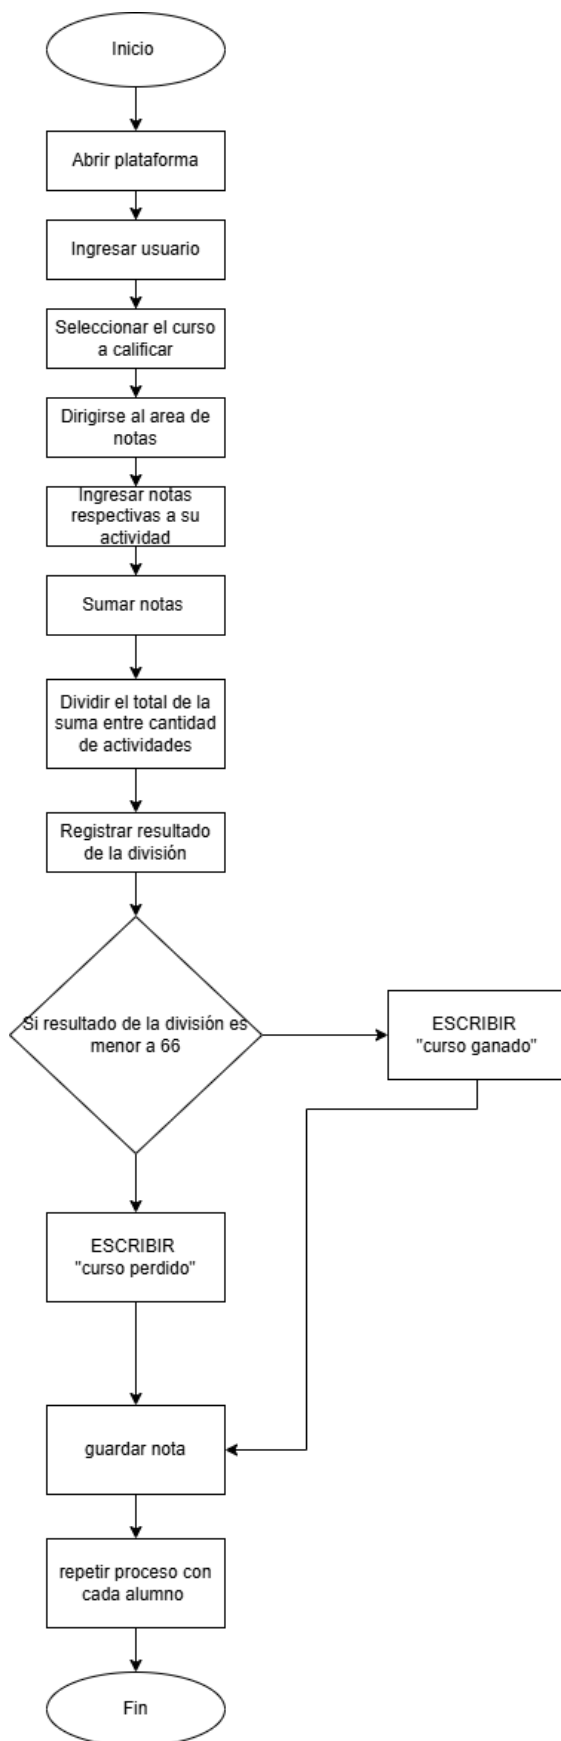 Inicio
Abrir plataforma
Ingresar usuario
Seleccionar el curso
a calificar
Dirigirse al area de
notas
Ingresar notas
respectivas a su
actividad
Sumar notas
Dividir el total de la
suma entre cantidad
de actividades
Registrar resultado
de la división
Si resultado de la división es
menor a 66
ESCRIBIR
"curso ganado"
ESCRIBIR
"curso perdido"
guardar nota
repetir proceso con
cada alumno
Fin